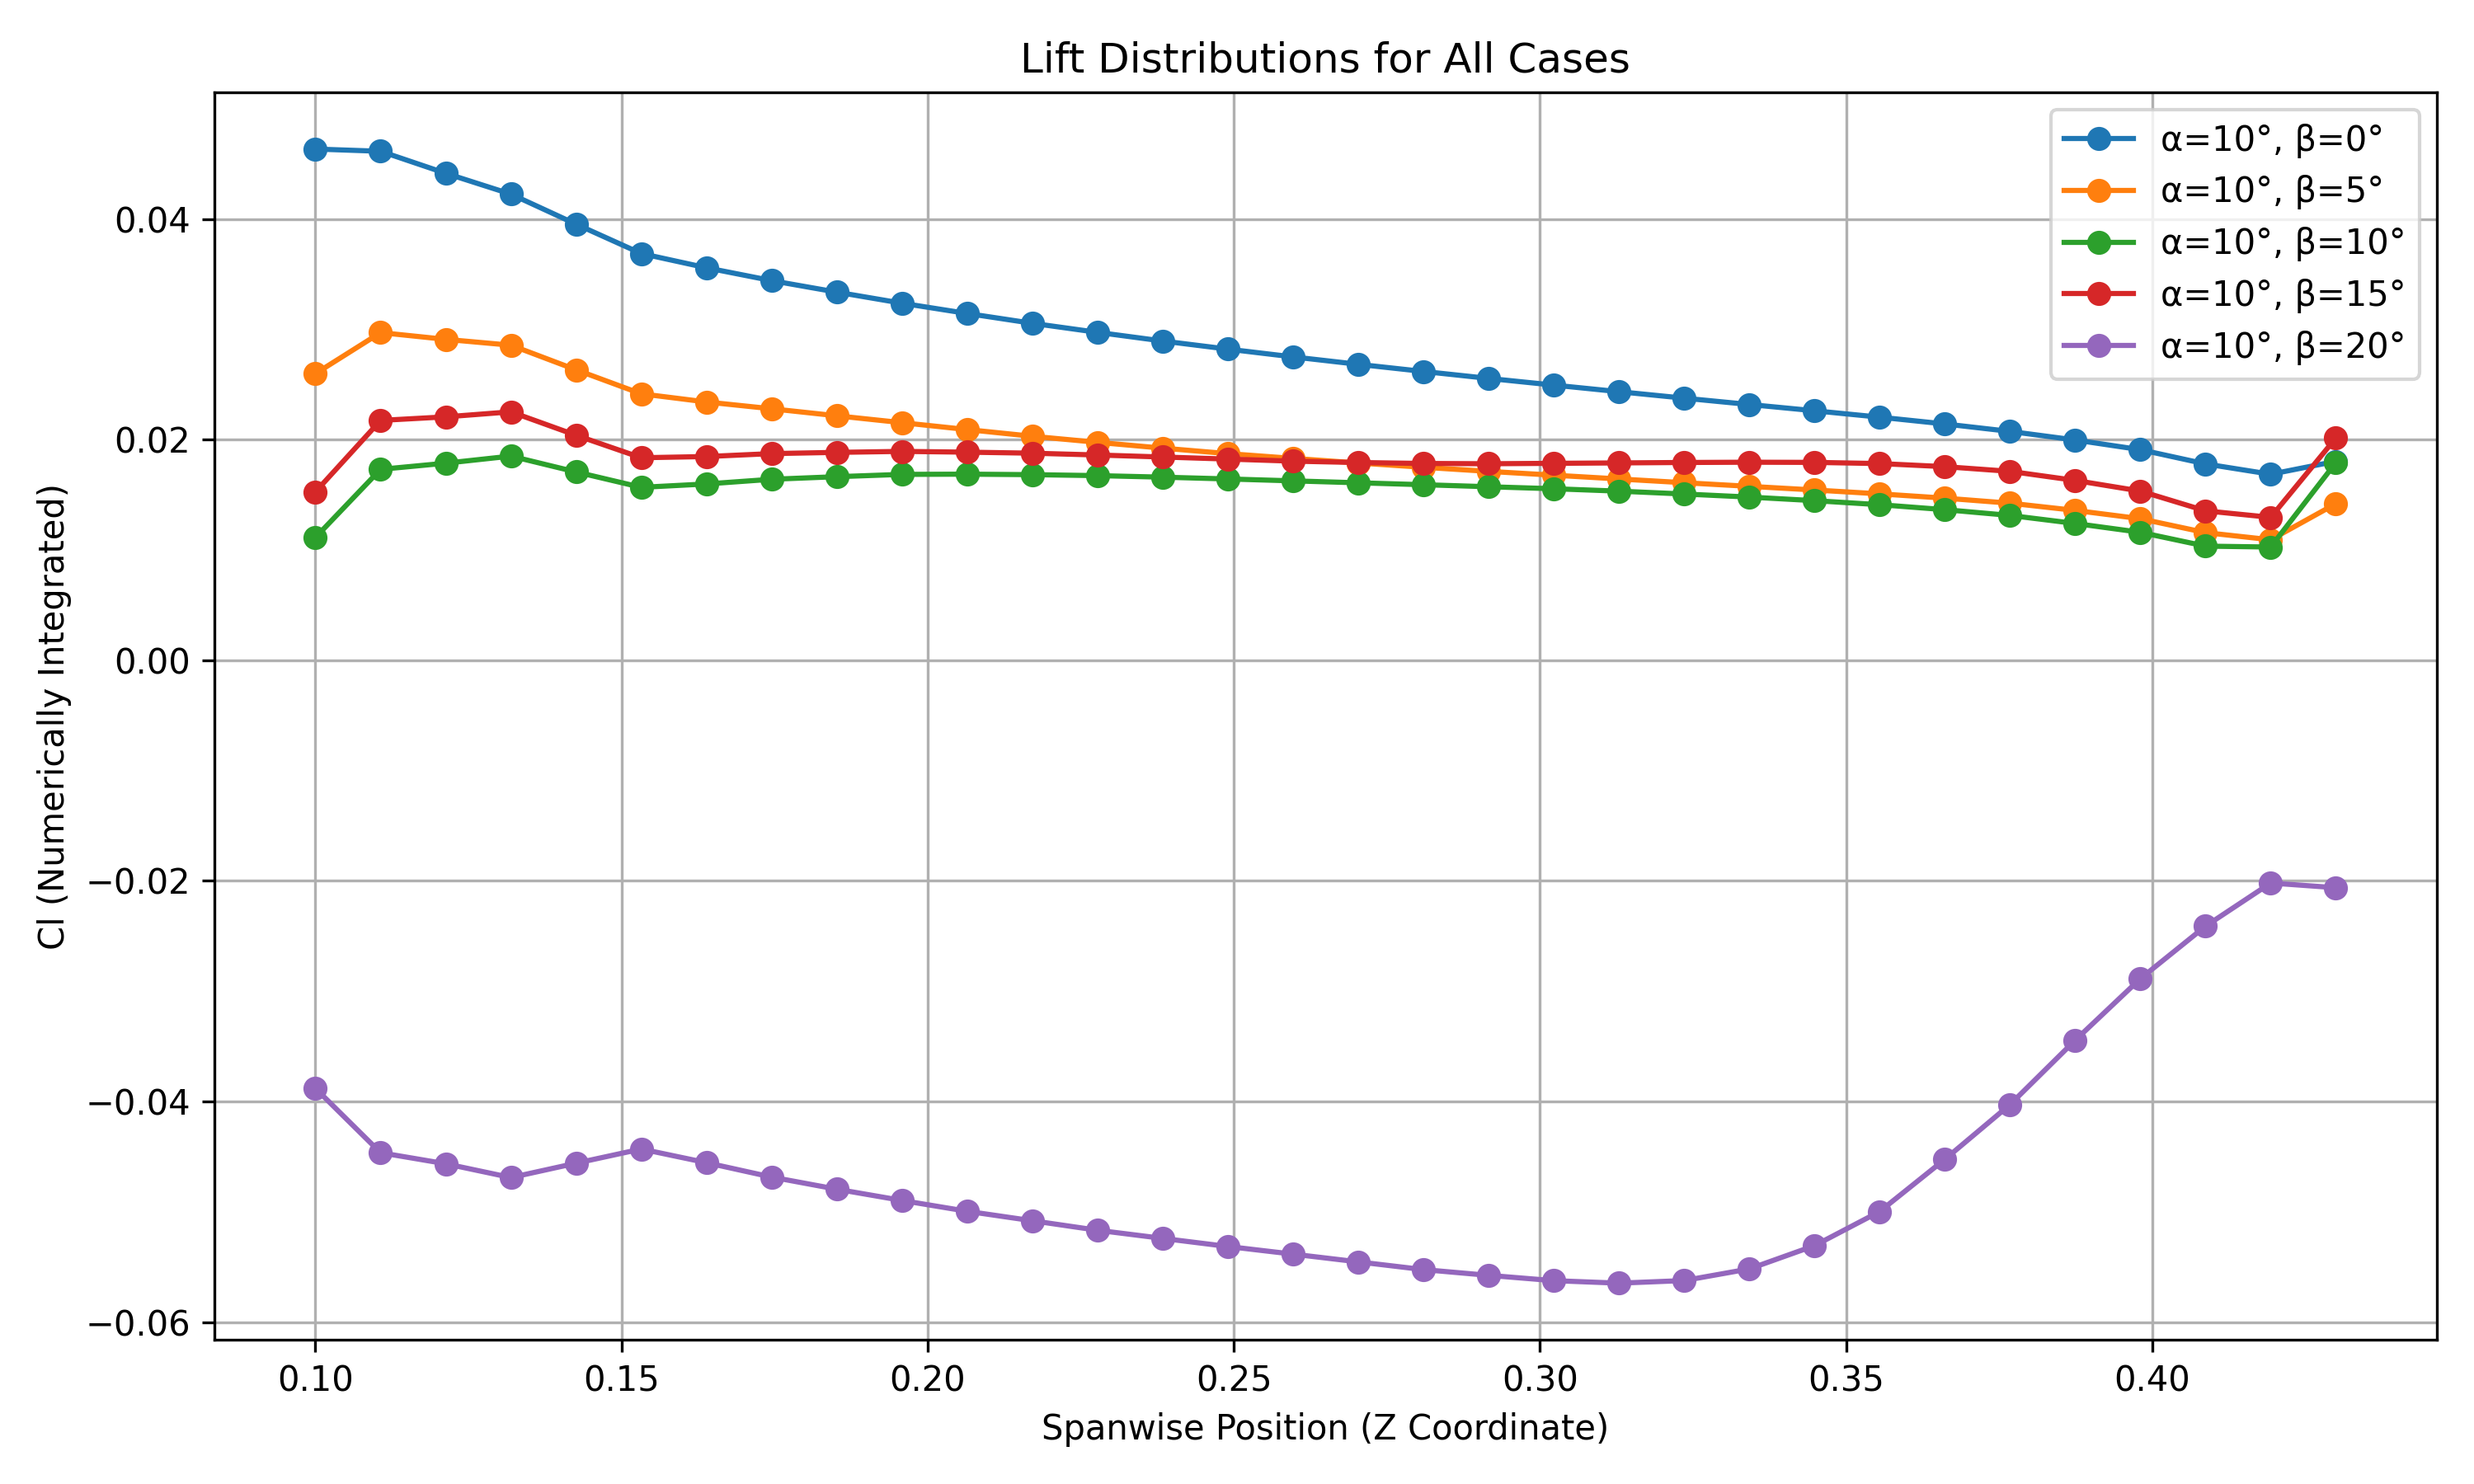 Lift Distributions for All Cases
α=10°, β=0°
α=10°, β=5°
α=10°, β=10°
α=10°, β=15°
α=10°, β=20°
Cl (Numerically Integrated)
0.04
0.02
0.00
−0.02
−0.04
−0.06
0.10 0.15 0.20 0.25 0.30 0.35 0.40
Spanwise Position (Z Coordinate)